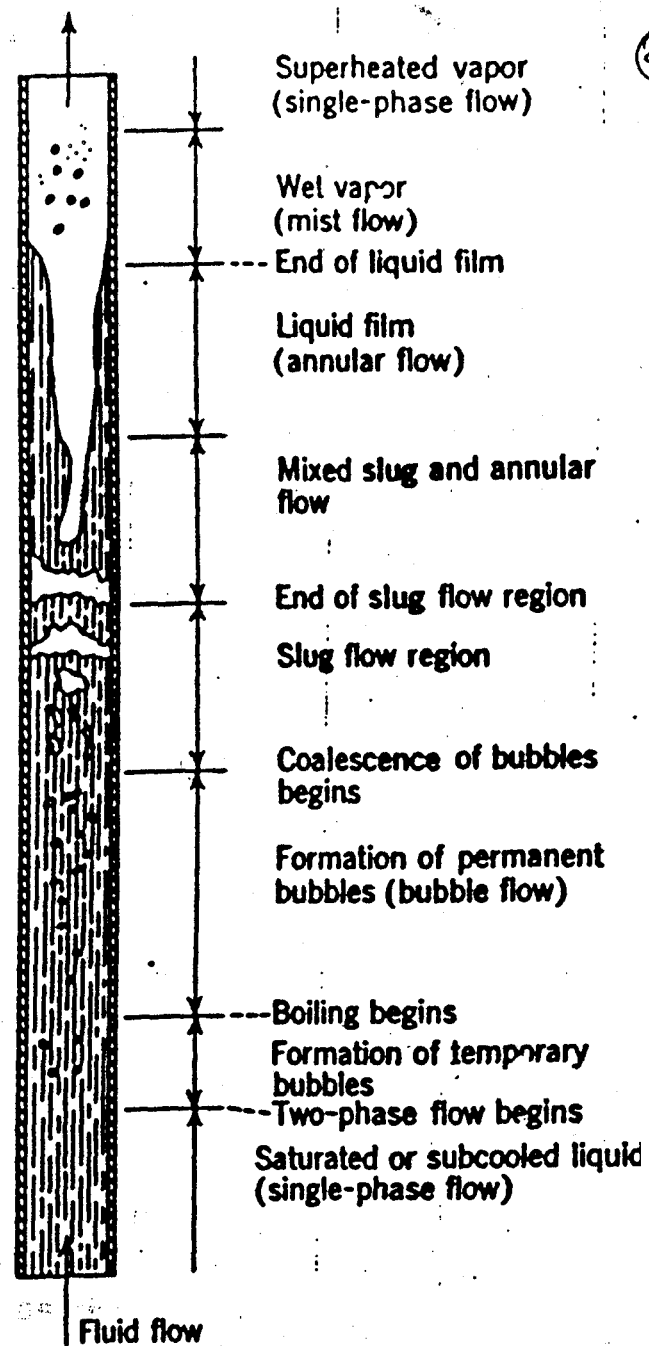 Superheated vapor
(single-phase flow)
Wet vapor
(mist flow)
End of liquid film
Liquid film
(annular flow)
Mixed slug and annular
flow
End of slug flow region
Slug flow region
Coalescence of bubbles
begins
Formation of permanent
bubbles (bubble flow)
Boiling begins
Formation of temporary
bubbles
Two-phase flow begins
Saturated or subcooled liquid
(single-phase flow)
Fluid flow